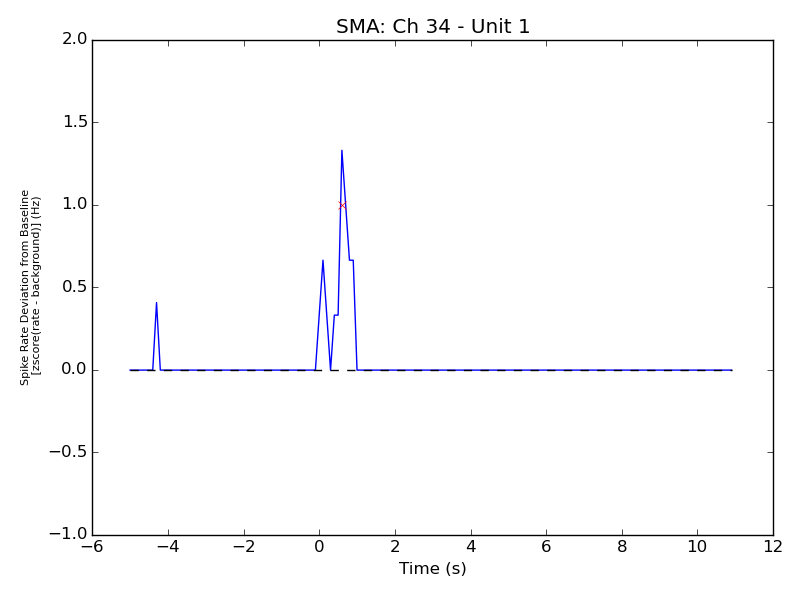 SMA: Ch 34 - Unit 1
2.0
1.5
1.0
0.5
0.0
−0.5
−1.0
Spike Rate Deviation from Baseline
[zscore(rate - background)] (Hz)
−6 −4 −2 0 2 4 6 8 10 12
Time (s)